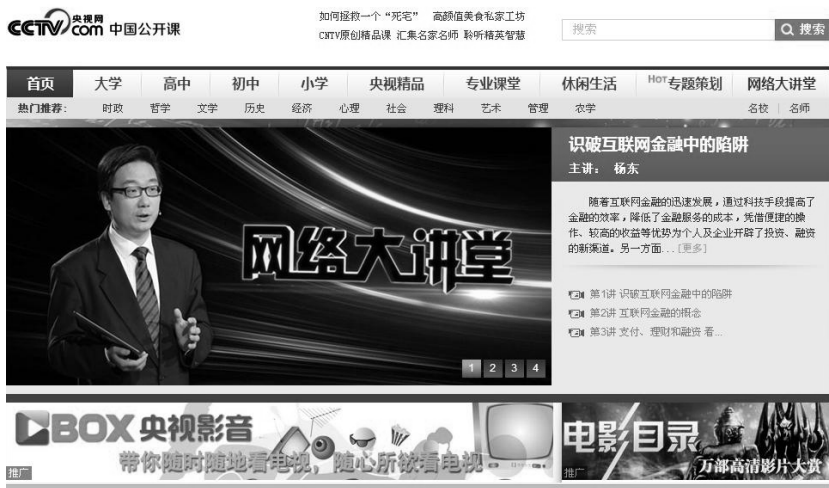 CCTV com 央视网 中国公开课
如何拯救一个“死宅” 高颜值美食私家工坊
CNTV原创精品课 汇集名家名师 聆听精英智慧
搜索 搜索
首页 大学 高中 初中 小学 央视精品 专业课堂 休闲生活 Hot专题策划 网络大讲堂
热门推荐: 时政 哲学 文学 历史 经济 心理 社会 理科 艺术 管理 农学 名校 名师
网络大讲堂
1 2 3 4
识破互联网金融中的陷阱
主讲: 杨东
随着互联网金融的迅速发展,通过科技手段提高了
金融的效率,降低了金融服务的成本,凭借便捷的操
作、较高的收益等优势为个人及企业开辟了投资、融资
的新渠道。另一方面...[更多]
第1讲 识破互联网金融中的陷阱
第2讲 互联网金融的概念
第3讲 支付、理财和融资 看...
BOX 央视影音
带你随时随地看电视,随心所欲看电视
推广
电影目录
万部高清影片大赏
推广